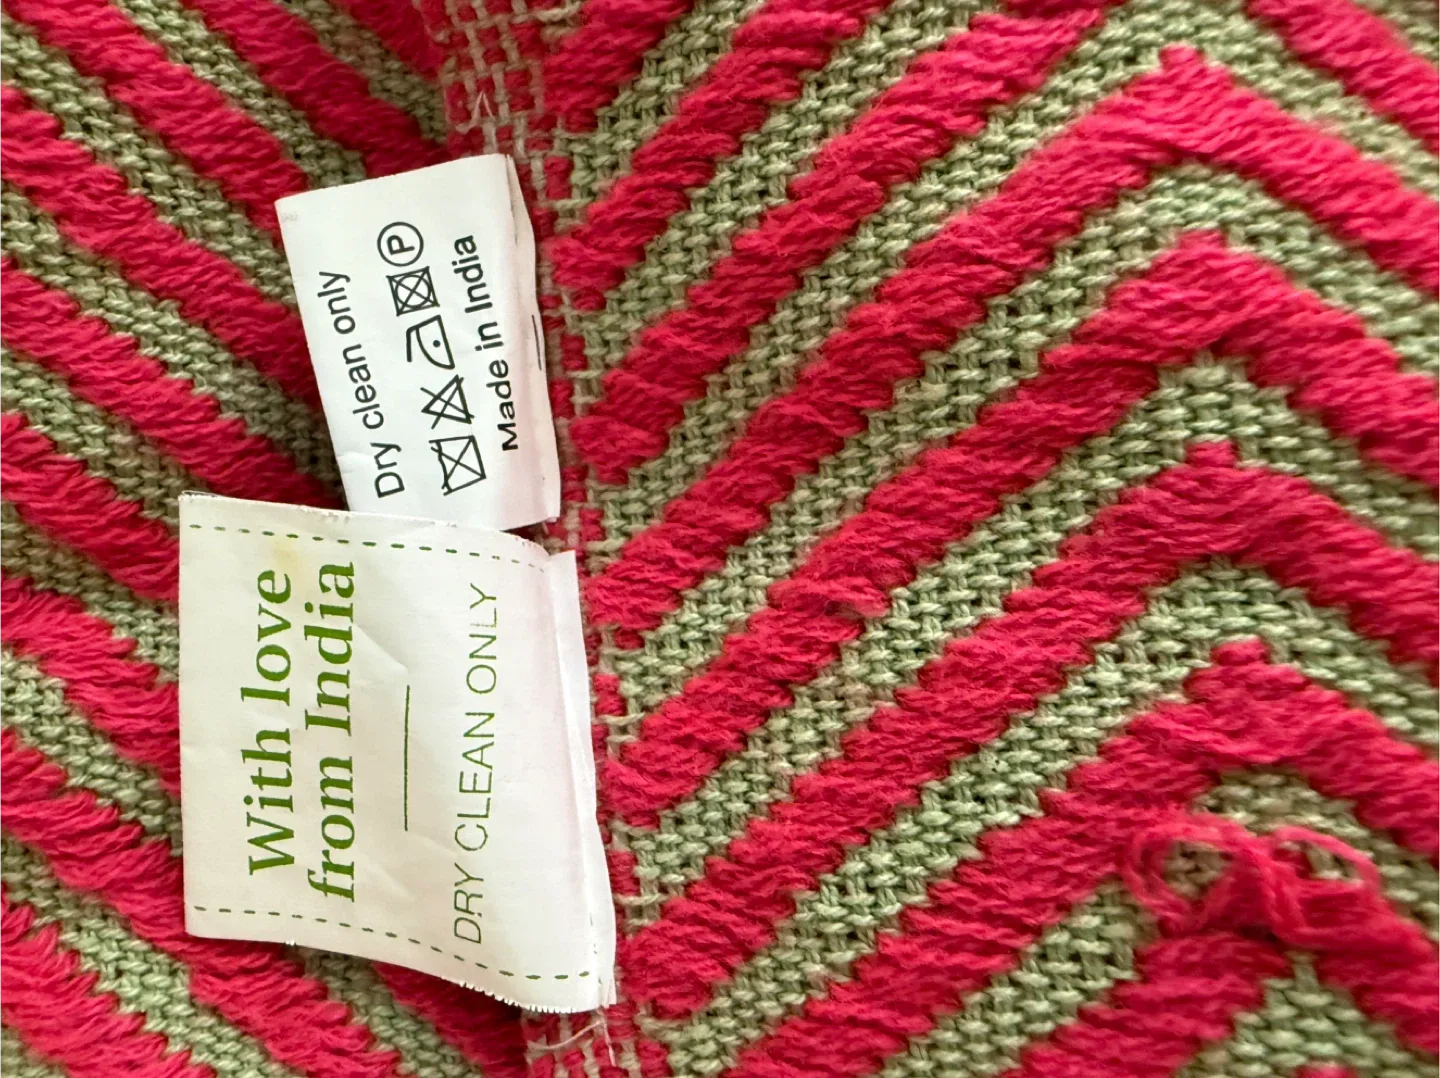 Dry clean only
P
Made in India
With love
from India
DRY CLEAN ONLY